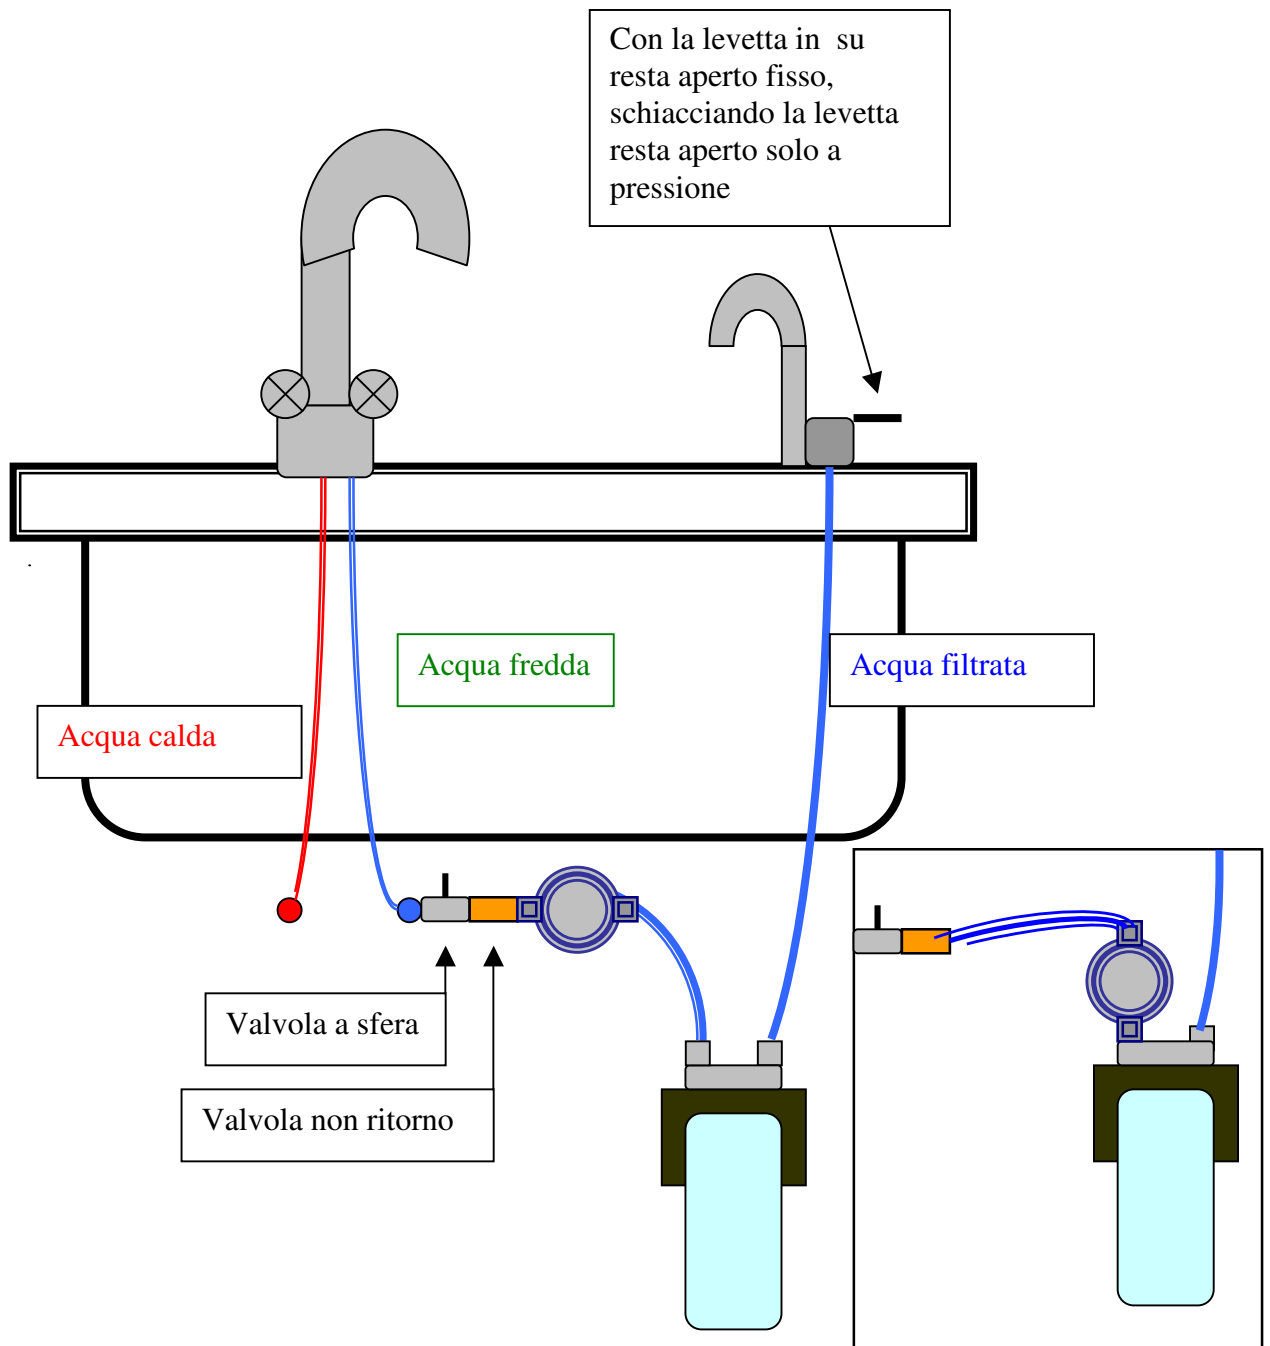 Con la levetta in  su
resta aperto fisso,
schiacciando la levetta
resta aperto solo a
pressione
Acqua fredda
Acqua filtrata
Acqua calda
Valvola a sfera
Valvola non ritorno